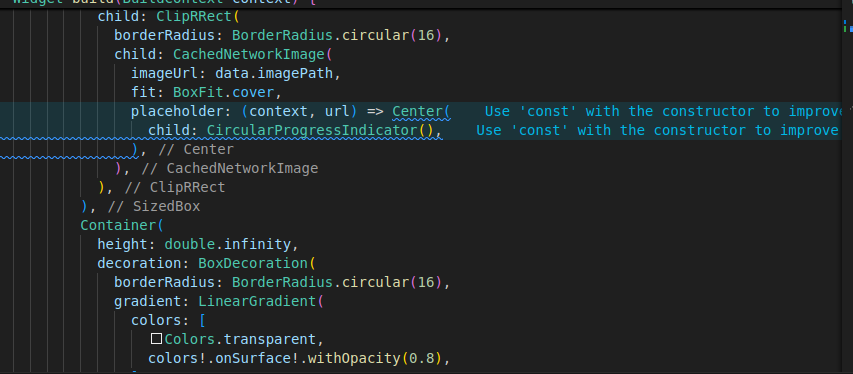 Widget build(BuildContext context) {
child: ClipRRect(
borderRadius: BorderRadius.circular(16),
child: CachedNetworkImage(
imageUrl: data.imagePath,
fit: BoxFit.cover,
placeholder: (context, url) => Center(    Use 'const' with the constructor to improve
child: CircularProgressIndicator(),    Use 'const' with the constructor to improve
), // Center
), // CachedNetworkImage
), // ClipRRect
), // SizedBox
Container(
height: double.infinity,
decoration: BoxDecoration(
borderRadius: BorderRadius.circular(16),
gradient: LinearGradient(
colors: [
Colors.transparent,
colors!.onSurface!.withOpacity(0.8),